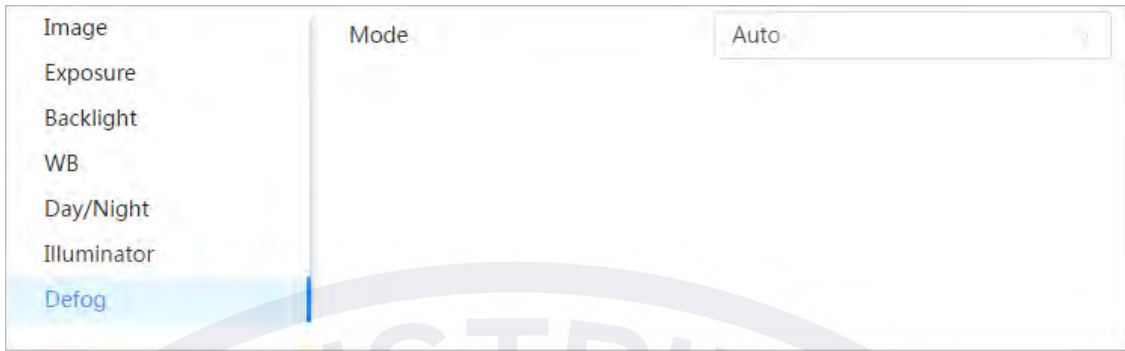 Image
Mode
Auto
Exposure
Backlight
WB
Day/Night
Illuminator
Defog